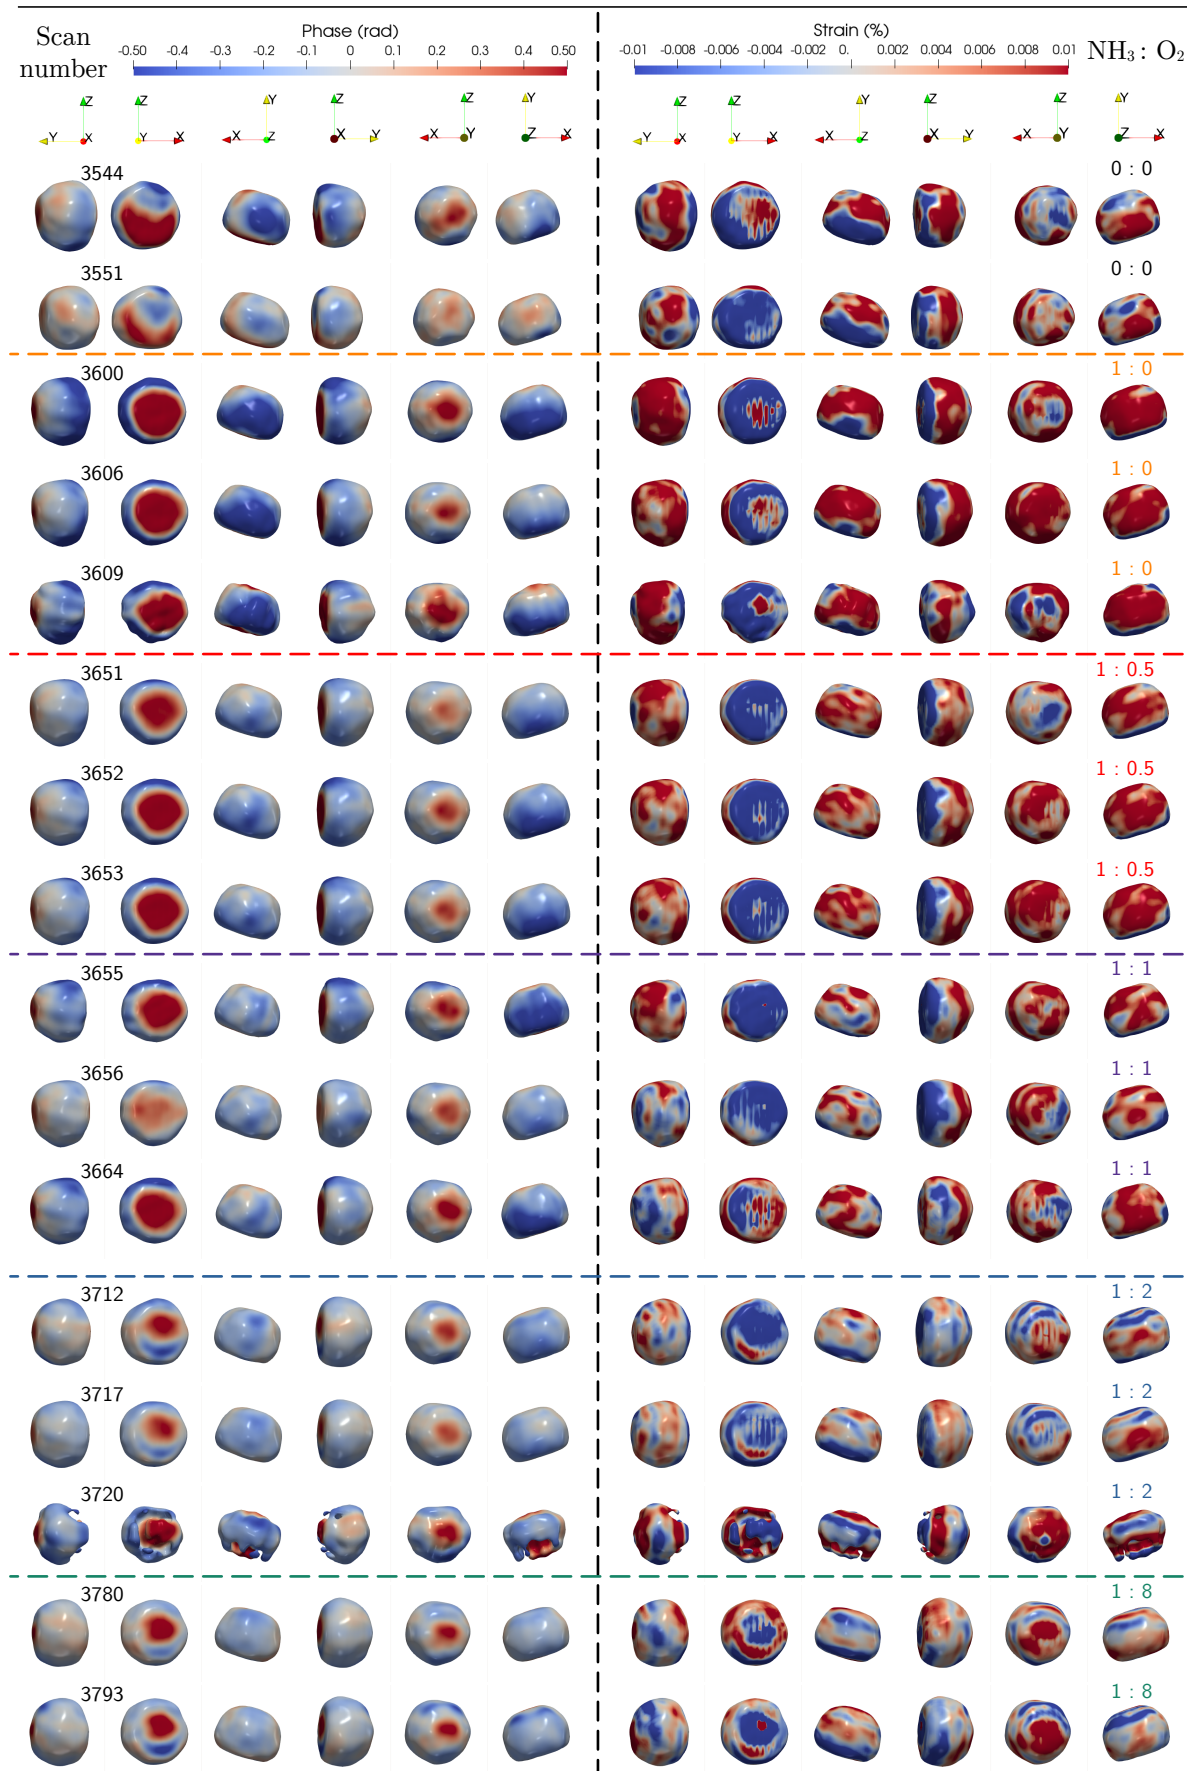 Scan number
Phase (rad)
-0.50 -0.4 -0.3 -0.2 -0.1 0 0.1 0.2 0.3 0.4 0.50
Strain (%)
-0.01 -0.008 -0.006 -0.004 -0.002 0. 0.002 0.004 0.006 0.008 0.01
NH₃ : O₂
Z Y X
Z Y X
Y X Z
Z X Y
Z X Y
Y Z X
Z Y X
Z Y X
Y X Z
Z X Y
Z X Y
Y Z X
3544 0 : 0
3551 0 : 0
3600 1 : 0
3606 1 : 0
3609 1 : 0
3651 1 : 0.5
3652 1 : 0.5
3653 1 : 0.5
3655 1 : 1
3656 1 : 1
3664 1 : 1
3712 1 : 2
3717 1 : 2
3720 1 : 2
3780 1 : 8
3793 1 : 8